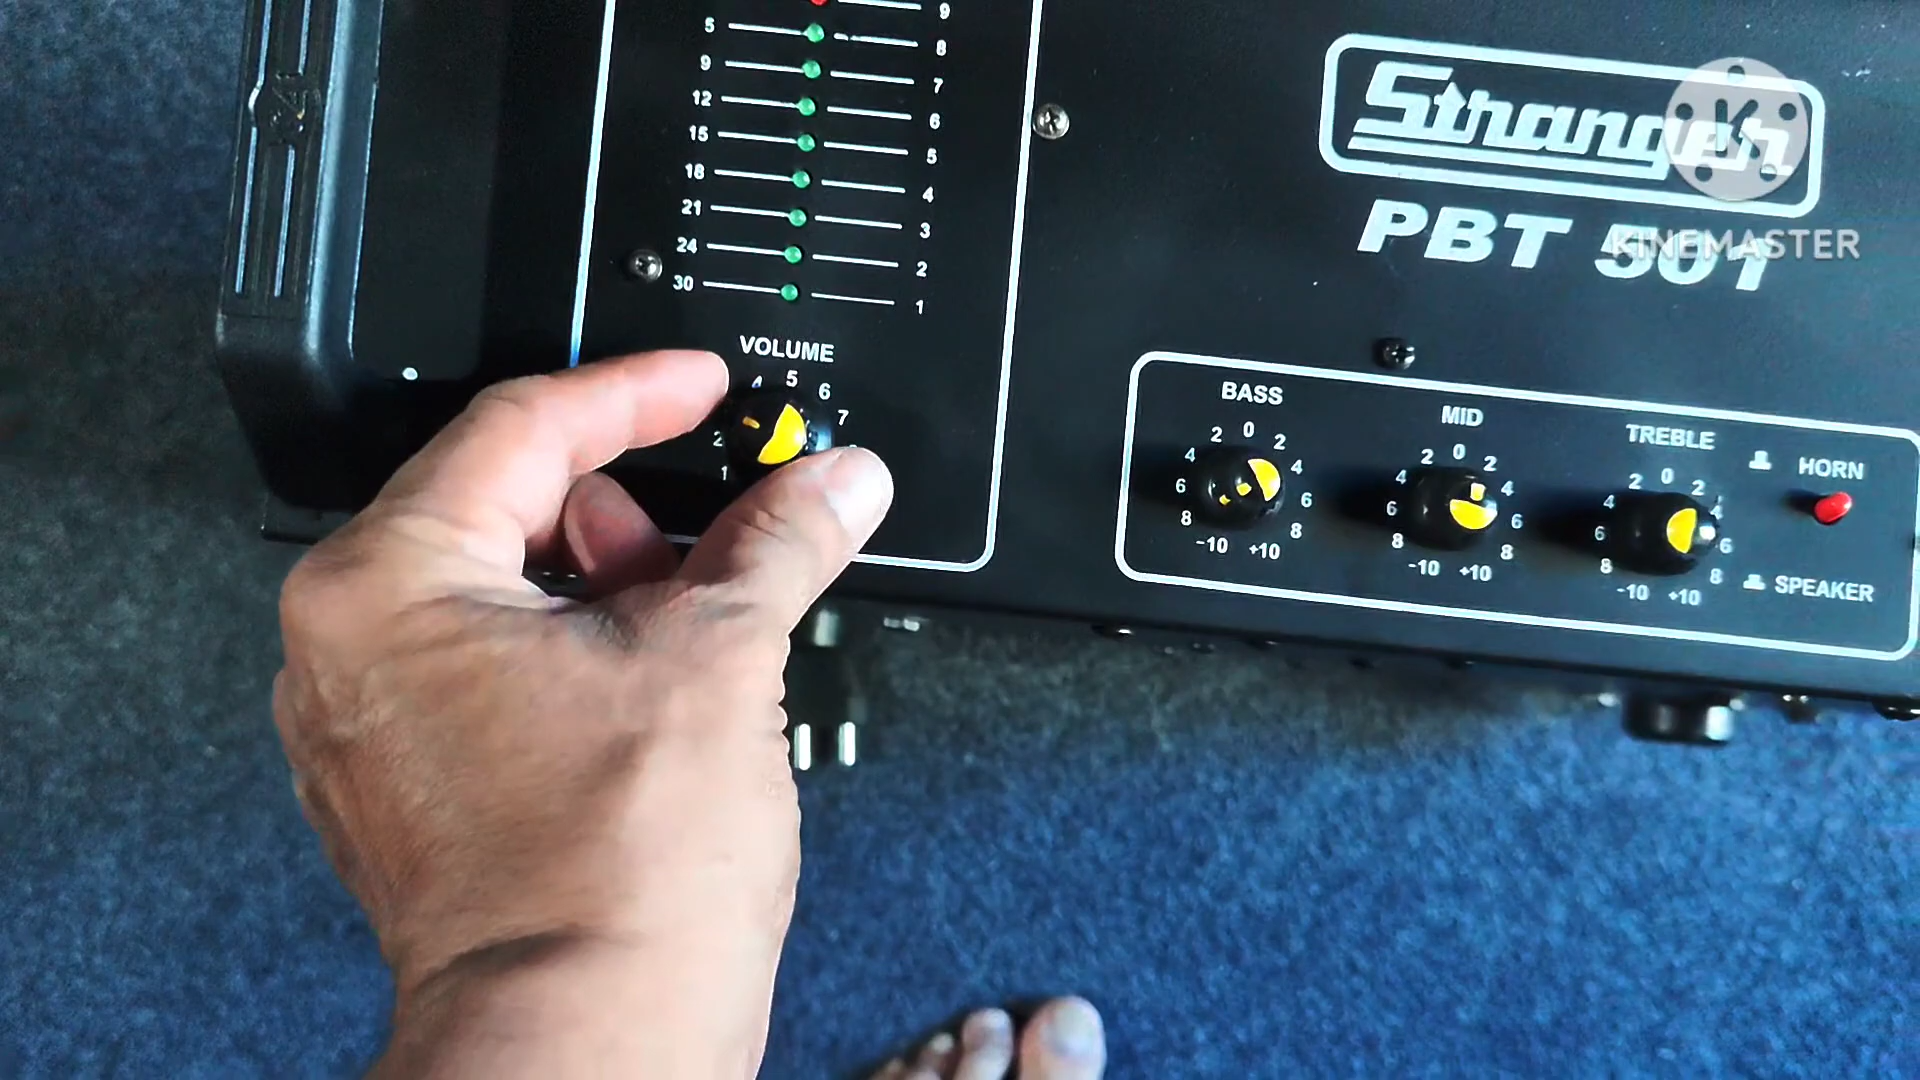 9
5 8
9 7
12 6
15 5
18 4
21 3
24 2
30 1
VOLUME
1 2 4 5 6 7
Stranger
PBT 501
KINEMASTER
BASS
-10 8 6 4 2 0 2 4 6 8 +10
MID
-10 8 6 4 2 0 2 4 6 8 +10
TREBLE
-10 8 6 4 2 0 2 4 6 8 +10
HORN
SPEAKER